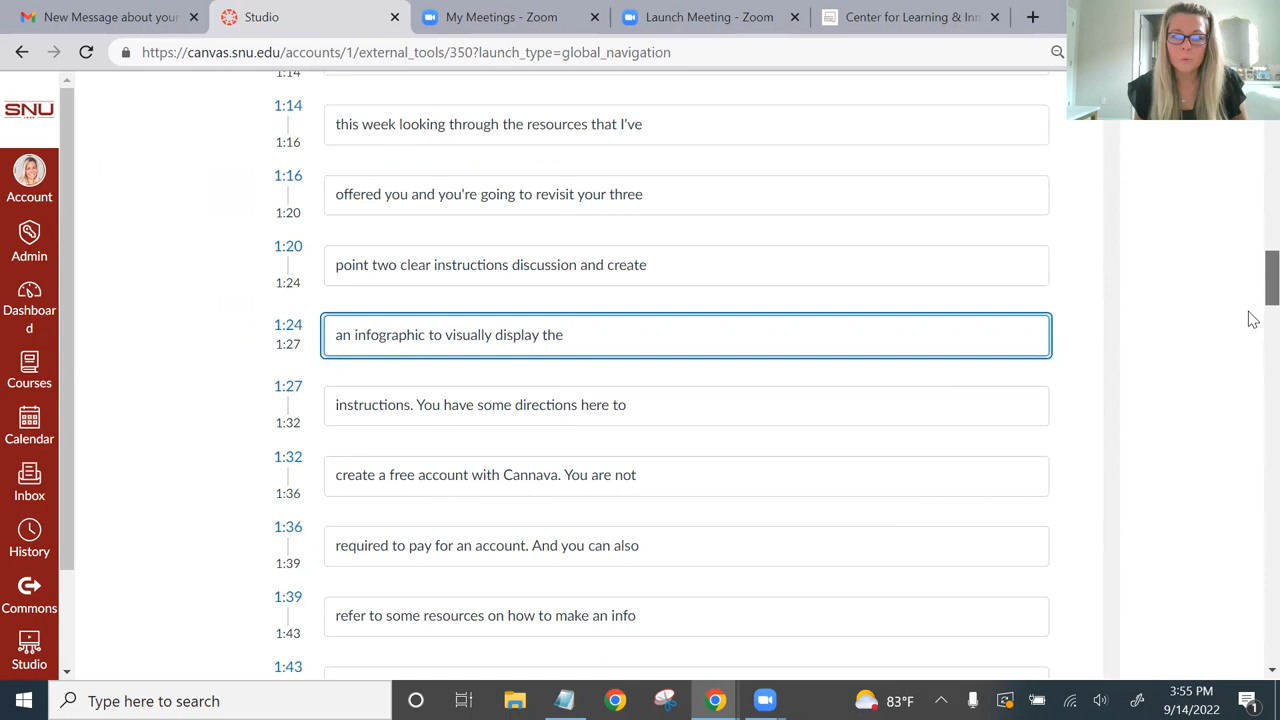 New Message about your
Studio
My Meetings - Zoom
Launch Meeting - Zoom
Center for Learning & Inn
https://canvas.snu.edu/accounts/1/external_tools/350?launch_type=global_navigation
1:14
SNU
Account
Admin
Dashboar
d
Courses
Calendar
Inbox
History
Commons
Studio
1:14
this week looking through the resources that I've
1:16
1:16
offered you and you're going to revisit your three
1:20
1:20
point two clear instructions discussion and create
1:24
1:24
an infographic to visually display the
1:27
1:27
instructions. You have some directions here to
1:32
1:32
create a free account with Cannava. You are not
1:36
1:36
required to pay for an account. And you can also
1:39
1:39
refer to some resources on how to make an info
1:43
1:43
Type here to search
83°F
3:55 PM
9/14/2022
1